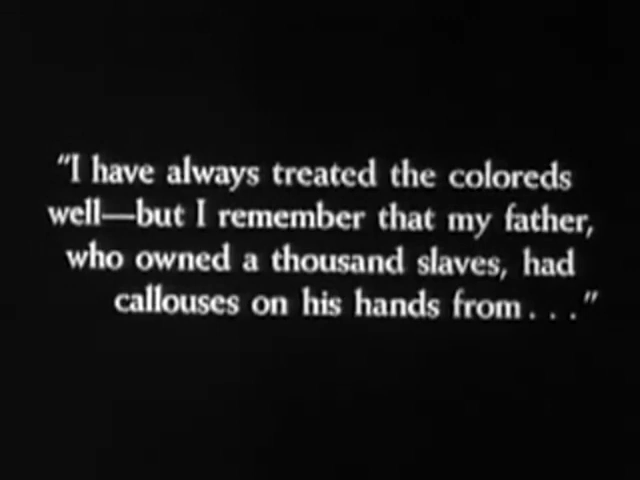 "I have always treated the coloreds
well—but I remember that my father,
who owned a thousand slaves, had
callouses on his hands from . . ."